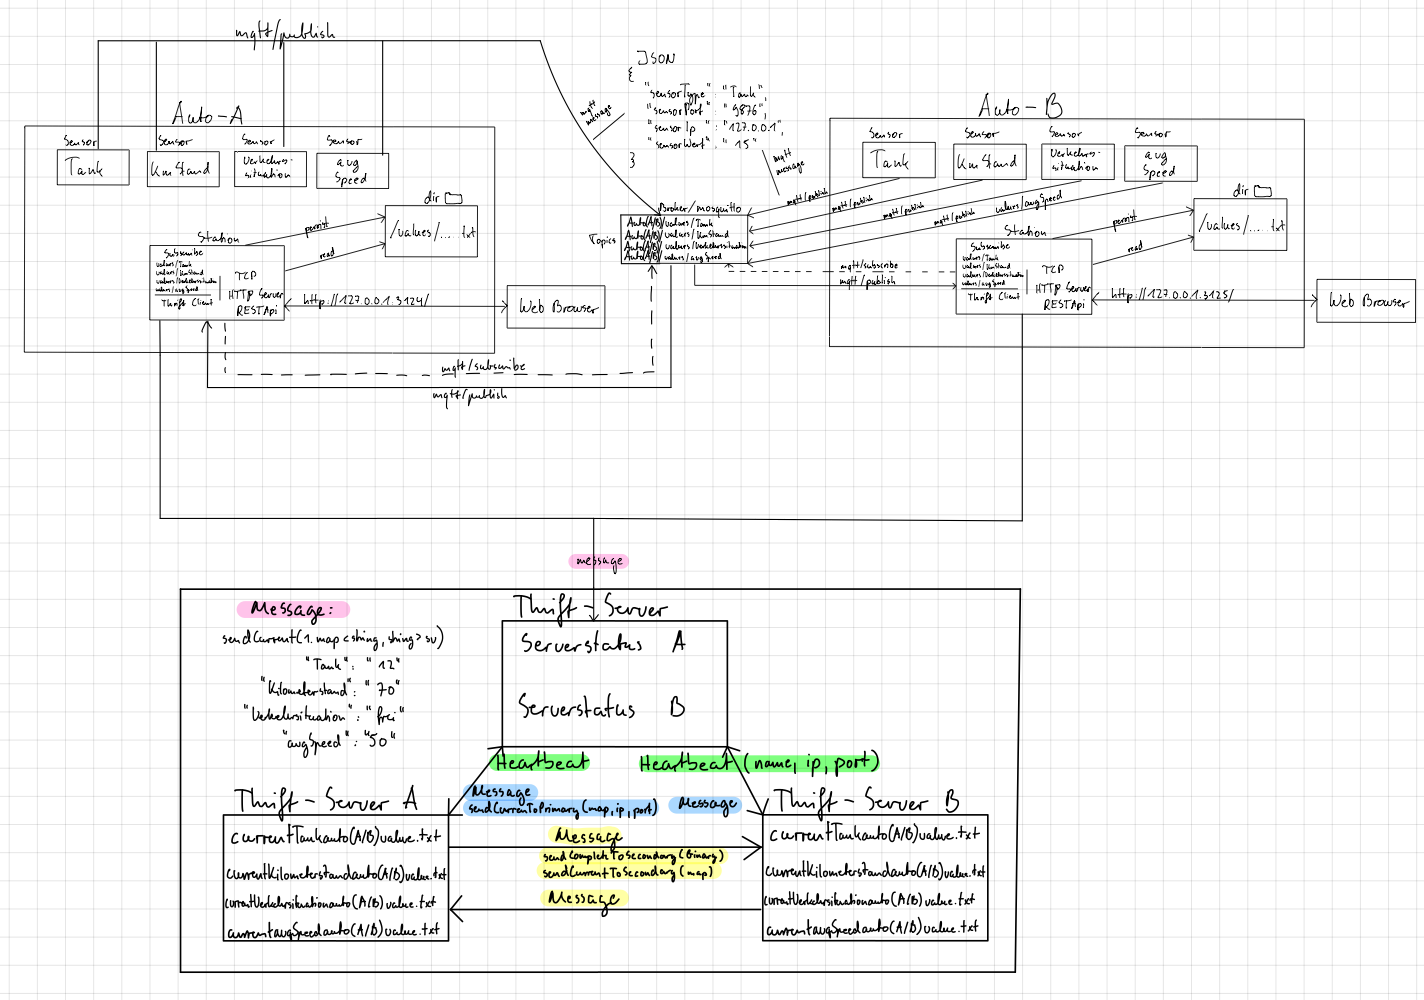 mqtt/publish
JSON
{
"sensorType" : "Tank",
"sensorPort" : "9876",
"sensor Ip" : "127.0.0.1",
"sensorWert" : "15"
}
mqtt
message
mqtt
message
Auto-A
Sensor
Tank
Sensor
Km Stand
Sensor
Verkehrs-
situation
Sensor
avg
Speed
dir
/values/....txt
persist
read
Station
Subscribe
values/Tank
values/KmStand
values/Verkehrssituation
values/avgSpeed
Thrift Client
TCP
HTTP Server
REST Api
http://127.0.0.1:3124/
Web Browser
mqtt/subscribe
mqtt/publish
Broker/mosquitto
Topics
Auto(A/B)/values/Tank
Auto(A/B)/values/KmStand
Auto(A/B)/values/Verkehrssituation
Auto(A/B)/values/avgSpeed
mqtt/publish
mqtt/publish
mqtt/publish
mqtt/publish
values/avgSpeed
mqtt/subscribe
mqtt/publish
Auto-B
Sensor
Tank
Sensor
Km Stand
Sensor
Verkehrs-
situation
Sensor
avg
Speed
dir
/values/....txt
persist
read
Station
Subscribe
values/Tank
values/KmStand
values/Verkehrssituation
values/avgSpeed
Thrift Client
TCP
HTTP Server
REST Api
http://127.0.0.1:3125/
Web Browser
message
Message:
sendCurrent(1. map<string, string> sv)
"Tank": "12"
"Kilometerstand": "70"
"Verkehrsituation": "frei"
"avgSpeed": "50"
Thrift-Server
Serverstatus A
Serverstatus B
Heartbeat
Heartbeat (name, ip, port)
Thrift-Server A
currentTankauto(A/B)value.txt
currentKilometerstandauto(A/B)value.txt
currentVerkehrsituationauto(A/B)value.txt
currentavgSpeedauto(A/B)value.txt
Message
sendCurrentToPrimary(map, ip, port)
Message
Message
sendCompleteToSecondary(binary)
sendCurrentToSecondary(map)
Message
Thrift-Server B
currentTankauto(A/B)value.txt
currentKilometerstandauto(A/B)value.txt
currentVerkehrsituationauto(A/B)value.txt
currentavgSpeedauto(A/B)value.txt